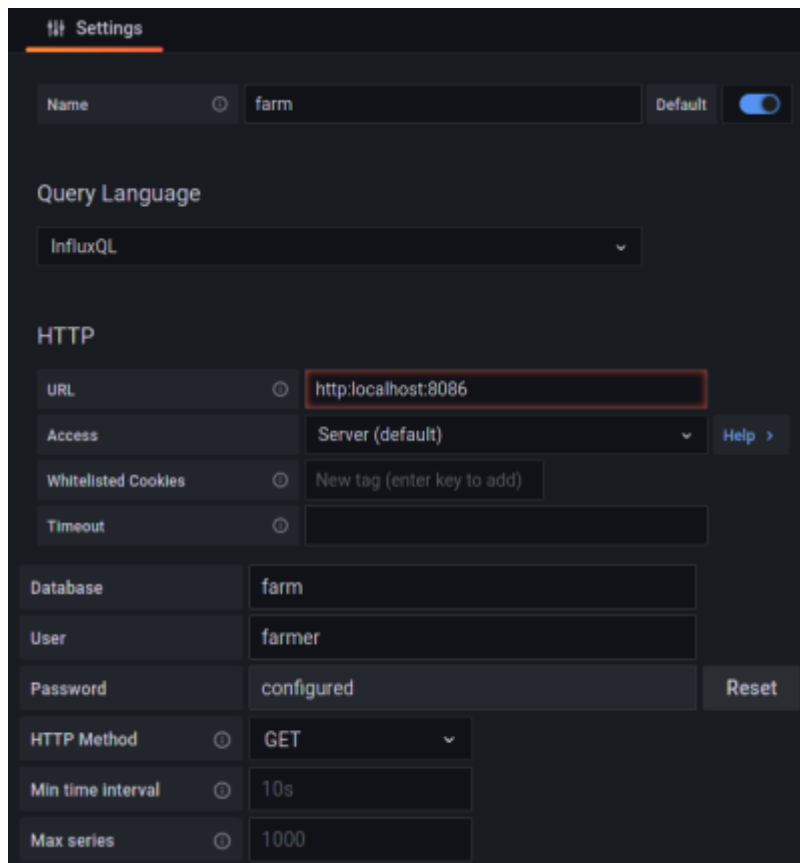 Settings
Name farm Default
Query Language
InfluxQL
HTTP
URL http:localhost:8086
Access Server (default) Help >
Whitelisted Cookies New tag (enter key to add)
Timeout
Database farm
User farmer
Password configured Reset
HTTP Method GET
Min time interval 10s
Max series 1000